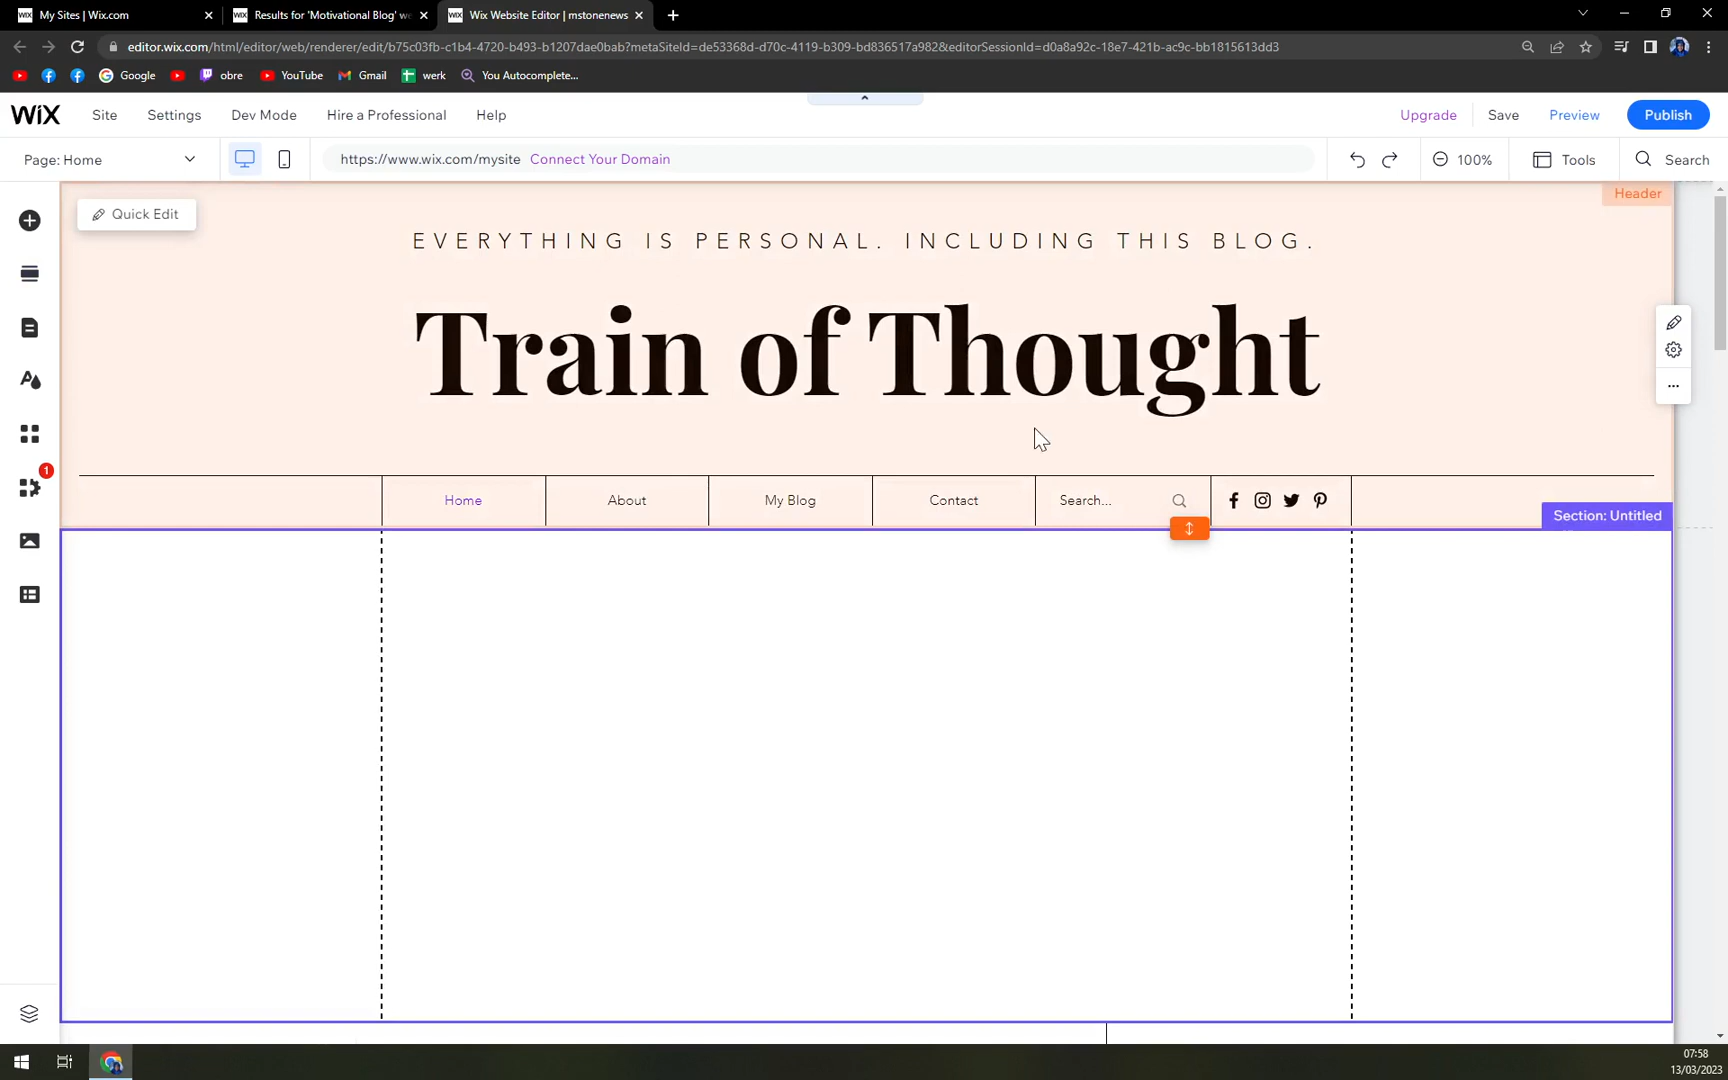 My Sites | Wix.com
Results for 'Motivational Blog' we
Wix Website Editor | mstonenews
editor.wix.com/html/editor/web/renderer/edit/b75c03fb-c1b4-4720-b493-b1207dae0bab?metaSiteId=de53368d-d70c-4119-b309-bd836517a982&editorSessionId=d0a8a92c-18e7-421b-ac9c-bb1815613dd3
Google
obre
YouTube
Gmail
werk
You Autocomplete...
WiX
Site
Settings
Dev Mode
Hire a Professional
Help
Upgrade
Save
Preview
Publish
Page: Home
https://www.wix.com/mysite Connect Your Domain
100%
Tools
Search
Header
Quick Edit
EVERYTHING IS PERSONAL. INCLUDING THIS BLOG.
Train of Thought
Home
About
My Blog
Contact
Search...
1
Section: Untitled
07:58
13/03/2023